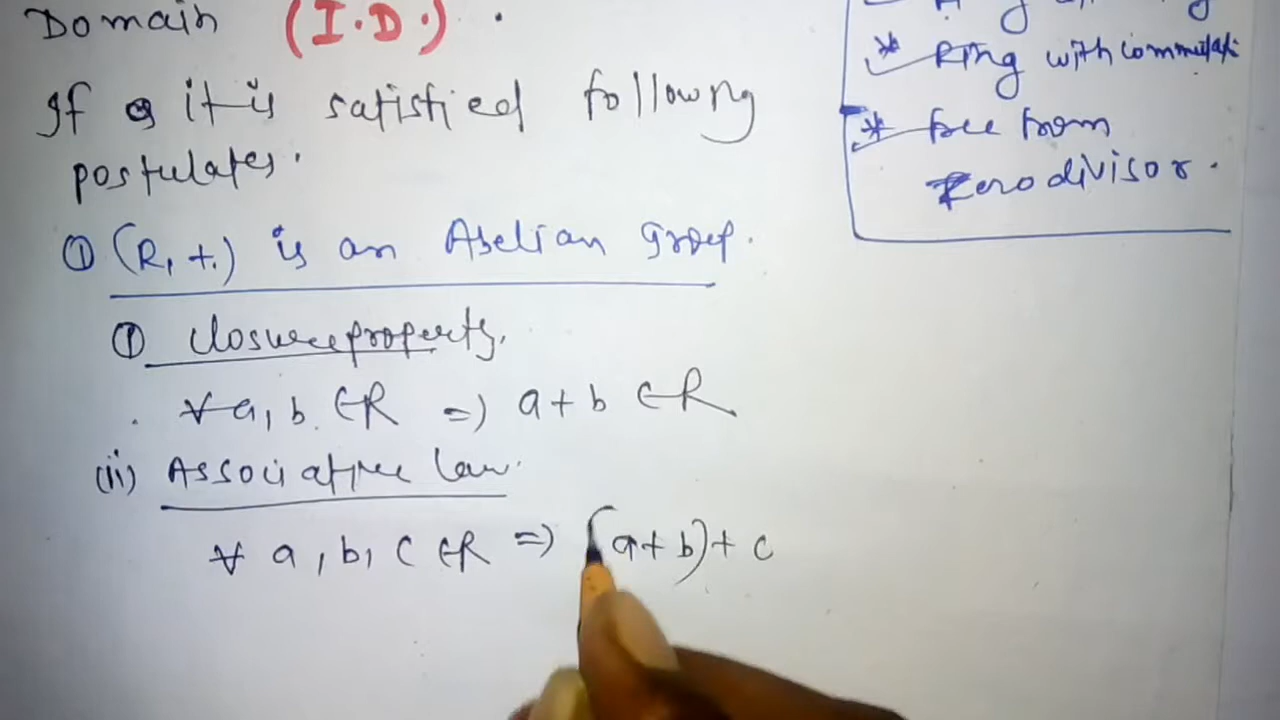 Domain (I.D.).
If it is satisfied following
postulates.
① (R, +.) is an Abelian Group.
① closure property.
∀ a, b. ∈ R => a + b ∈ R
(ii) Associative law.
∀ a, b, c ∈ R => (a + b) + c
* Ring with commutati
* free from
Zero divisor.